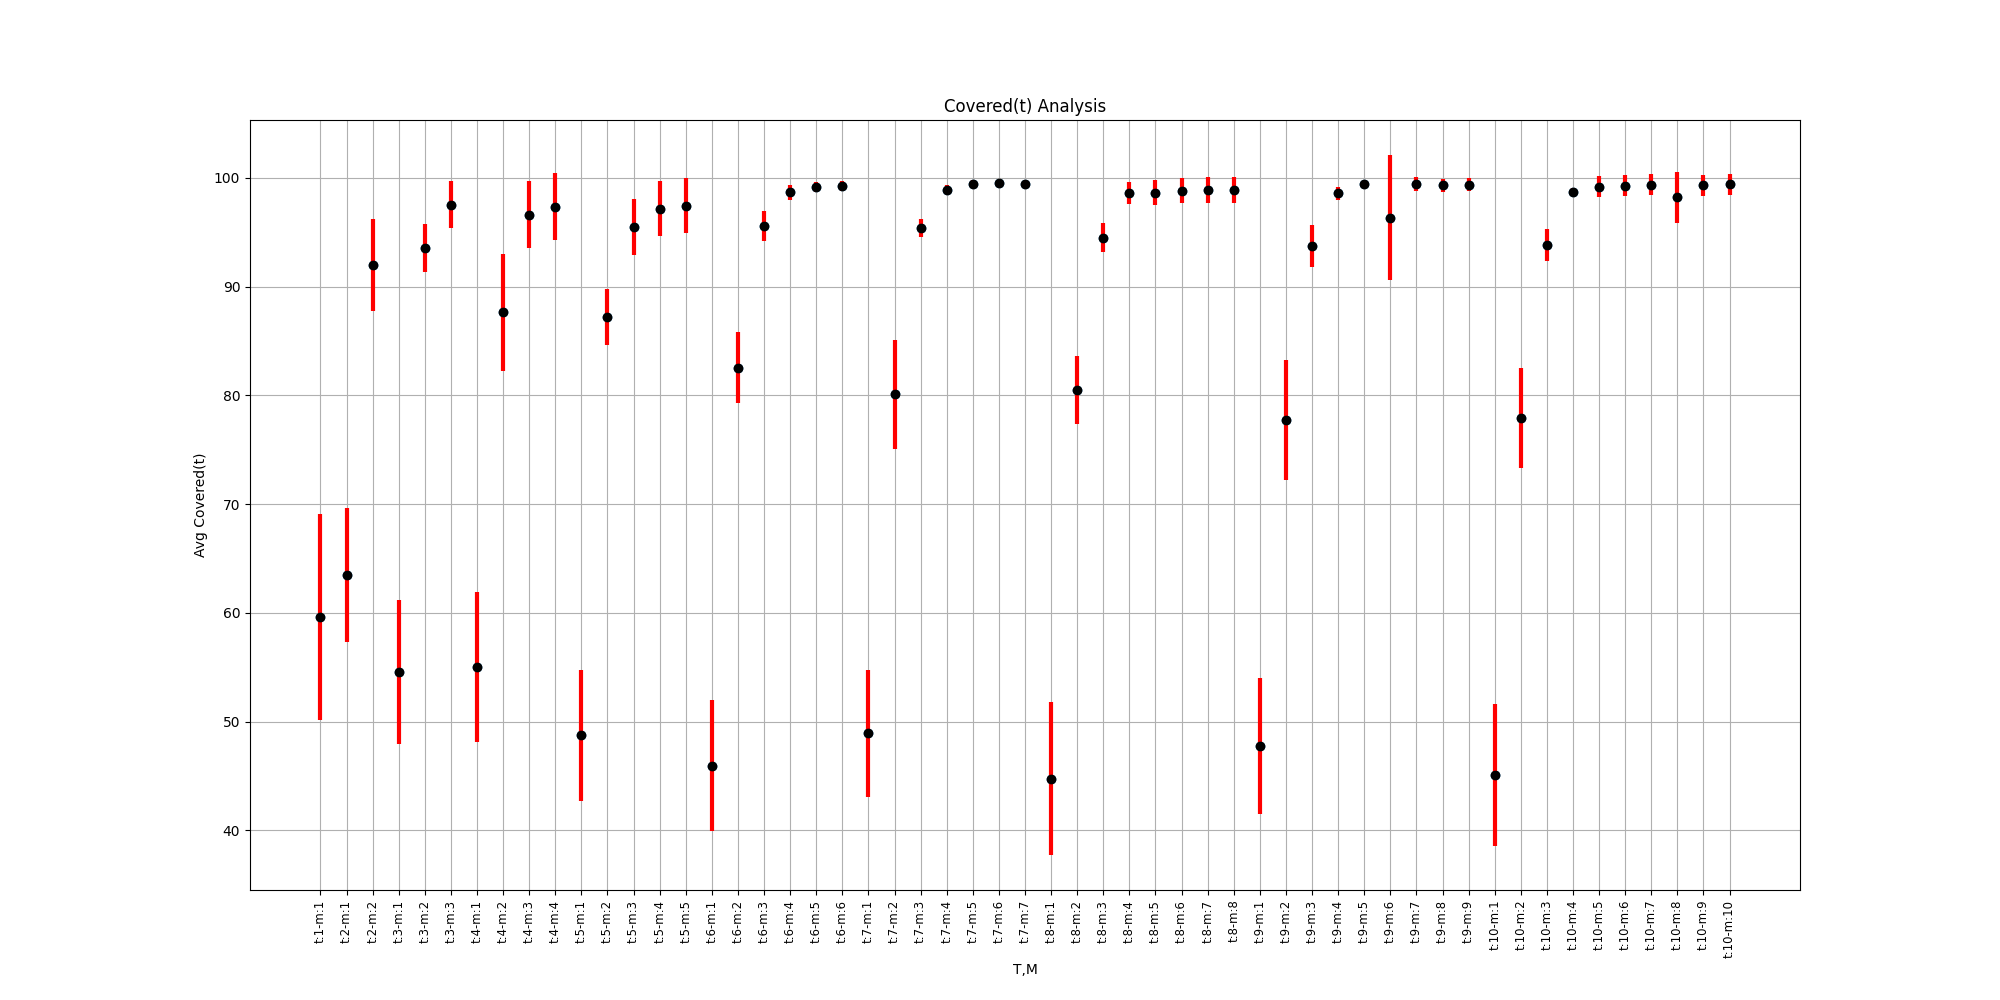 Covered(t) Analysis
100
90
80
70
60
50
40
Avg Covered(t)
t:1-m:1
t:2-m:1
t:2-m:2
t:3-m:1
t:3-m:2
t:3-m:3
t:4-m:1
t:4-m:2
t:4-m:3
t:4-m:4
t:5-m:1
t:5-m:2
t:5-m:3
t:5-m:4
t:5-m:5
t:6-m:1
t:6-m:2
t:6-m:3
t:6-m:4
t:6-m:5
t:6-m:6
t:7-m:1
t:7-m:2
t:7-m:3
t:7-m:4
t:7-m:5
t:7-m:6
t:7-m:7
t:8-m:1
t:8-m:2
t:8-m:3
t:8-m:4
t:8-m:5
t:8-m:6
t:8-m:7
t:8-m:8
t:9-m:1
t:9-m:2
t:9-m:3
t:9-m:4
t:9-m:5
t:9-m:6
t:9-m:7
t:9-m:8
t:9-m:9
t:10-m:1
t:10-m:2
t:10-m:3
t:10-m:4
t:10-m:5
t:10-m:6
t:10-m:7
t:10-m:8
t:10-m:9
t:10-m:10
T,M